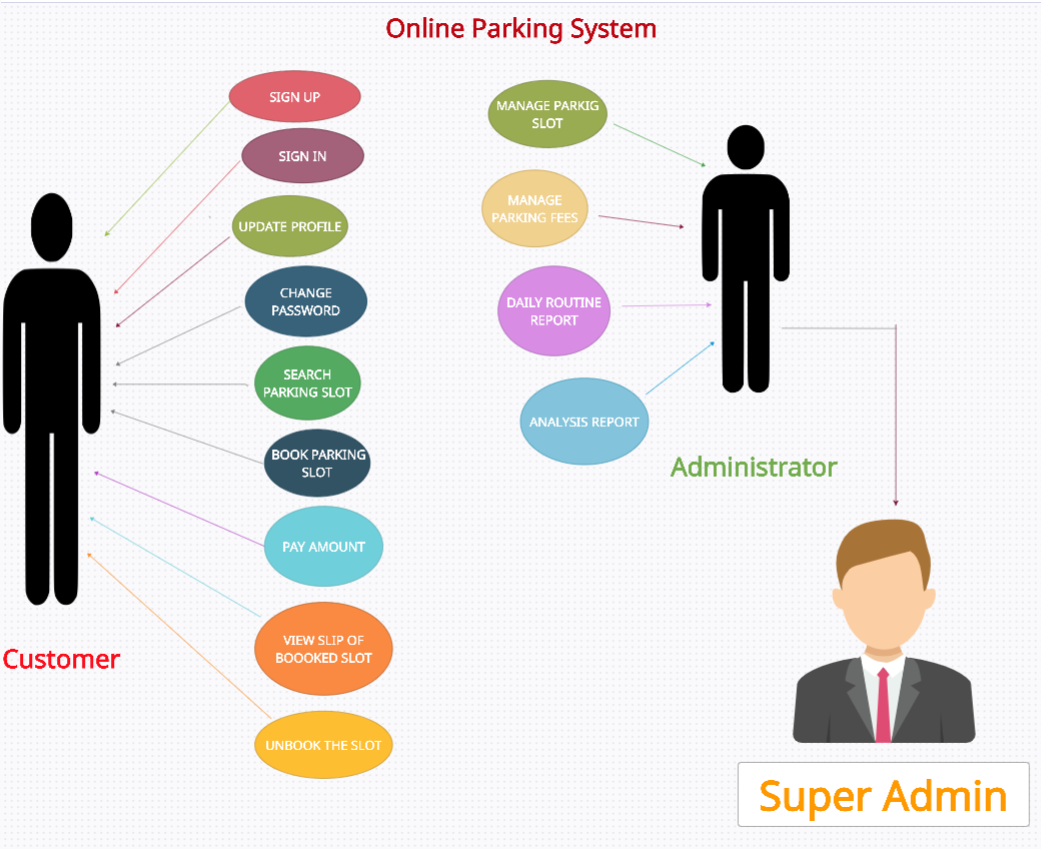 Online Parking System
SIGN UP
SIGN IN
UPDATE PROFILE
CHANGE
PASSWORD
SEARCH
PARKING SLOT
BOOK PARKING
SLOT
PAY AMOUNT
VIEW SLIP OF
BOOOKED SLOT
UNBOOK THE SLOT
Customer
MANAGE PARKIG
SLOT
MANAGE
PARKING FEES
DAILY ROUTINE
REPORT
ANALYSIS REPORT
Administrator
Super Admin